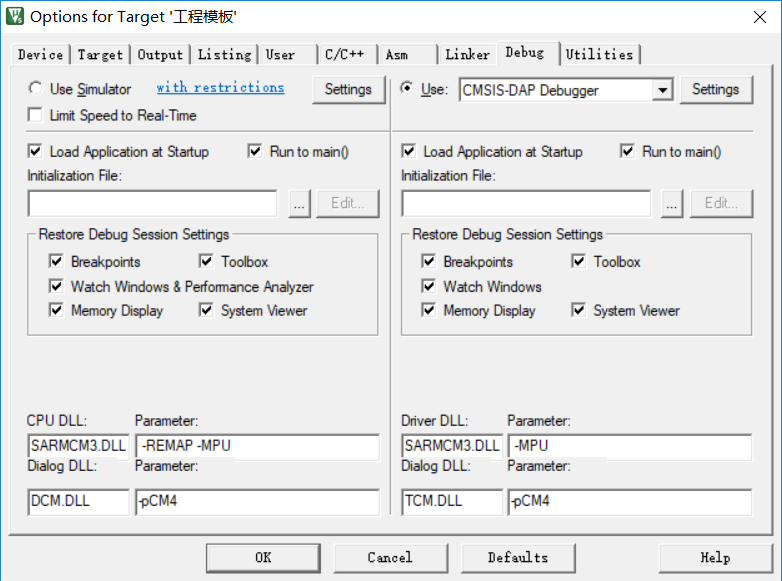 Options for Target '工程模板'
Device Target Output Listing User C/C++ Asm Linker Debug Utilities
Use Simulator with restrictions Settings Use: CMSIS-DAP Debugger Settings
Limit Speed to Real-Time
Load Application at Startup Run to main() Load Application at Startup Run to main()
Initialization File: Initialization File:
... Edit... ... Edit...
Restore Debug Session Settings Restore Debug Session Settings
Breakpoints Toolbox Breakpoints Toolbox
Watch Windows & Performance Analyzer Watch Windows
Memory Display System Viewer Memory Display System Viewer
CPU DLL: Parameter: Driver DLL: Parameter:
SARMCM3.DLL -REMAP -MPU SARMCM3.DLL -MPU
Dialog DLL: Parameter: Dialog DLL: Parameter:
DCM.DLL -pCM4 TCM.DLL -pCM4
OK Cancel Defaults Help